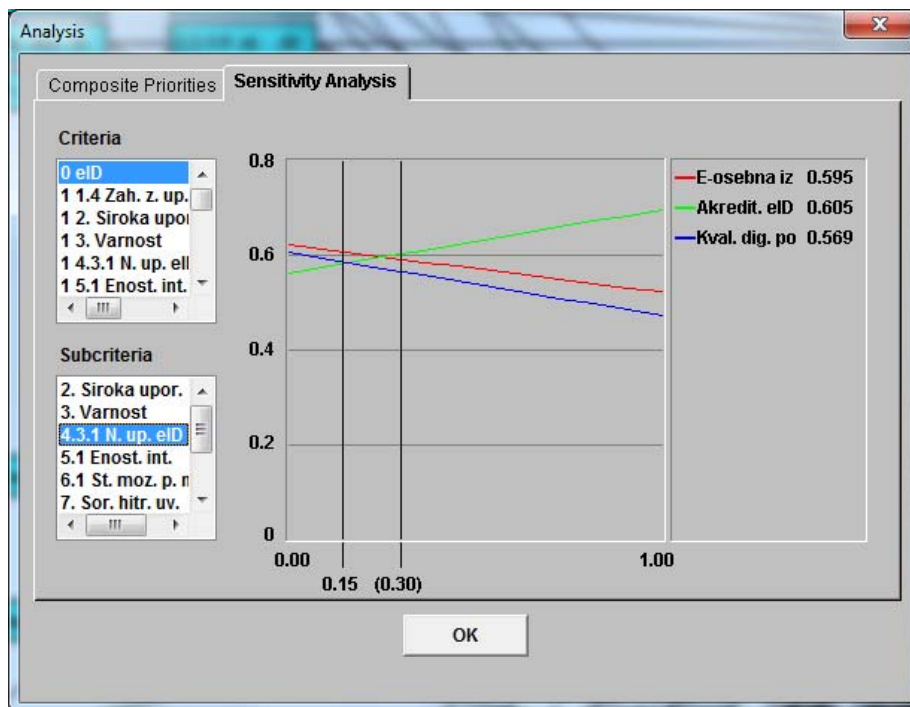 Analysis
Composite Priorities
Sensitivity Analysis
Criteria
0 eID
1 1.4 Zah. z. up.
1 2. Siroka upor
1 3. Varnost
1 4.3.1 N. up. eI
1 5.1 Enost. int.
Subcriteria
2. Siroka upor.
3. Varnost
4.3.1 N. up. eID
5.1 Enost. int.
6.1 St. moz. p. n
7. Sor. hitr. uv.
0.8
0.6
0.4
0.2
0
0.00
1.00
0.15 (0.30)
E-osebna iz 0.595
Akredit. eID 0.605
Kval. dig. po 0.569
OK